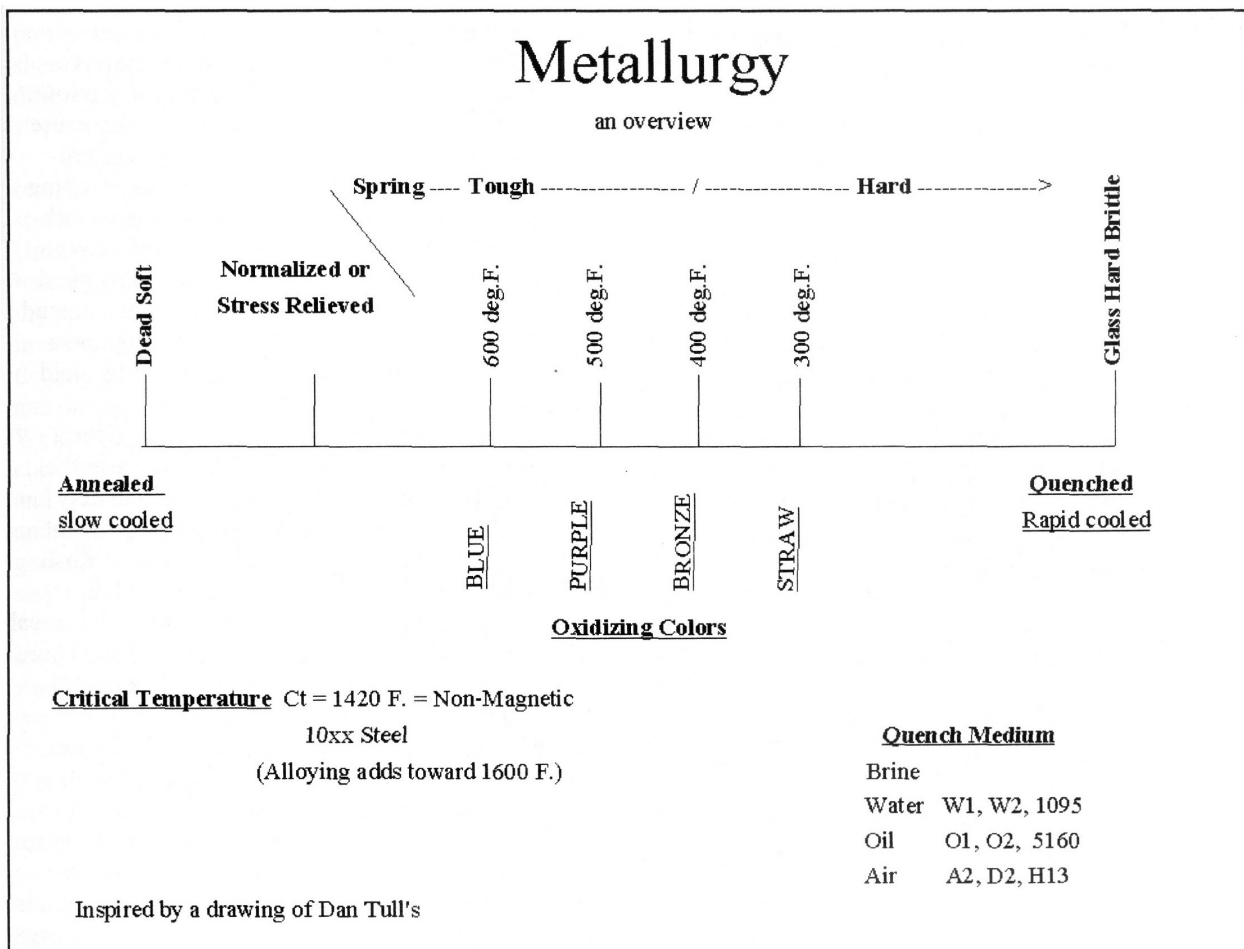 Metallurgy
an overview
Spring ---- Tough ---------------------- / --------------------- Hard ---------------->
Normalized or
Stress Relieved
Dead Soft
600 deg.F.
500 deg.F.
400 deg.F.
300 deg.F.
Glass Hard Brittle
Annealed
slow cooled
BLUE
PURPLE
BRONZE
STRAW
Quenched
Rapid cooled
Oxidizing Colors
Critical Temperature Ct = 1420 F. = Non-Magnetic
10xx Steel
(Alloying adds toward 1600 F.)
Quench Medium
Brine
Water W1, W2, 1095
Oil O1, O2, 5160
Air A2, D2, H13
Inspired by a drawing of Dan Tull's